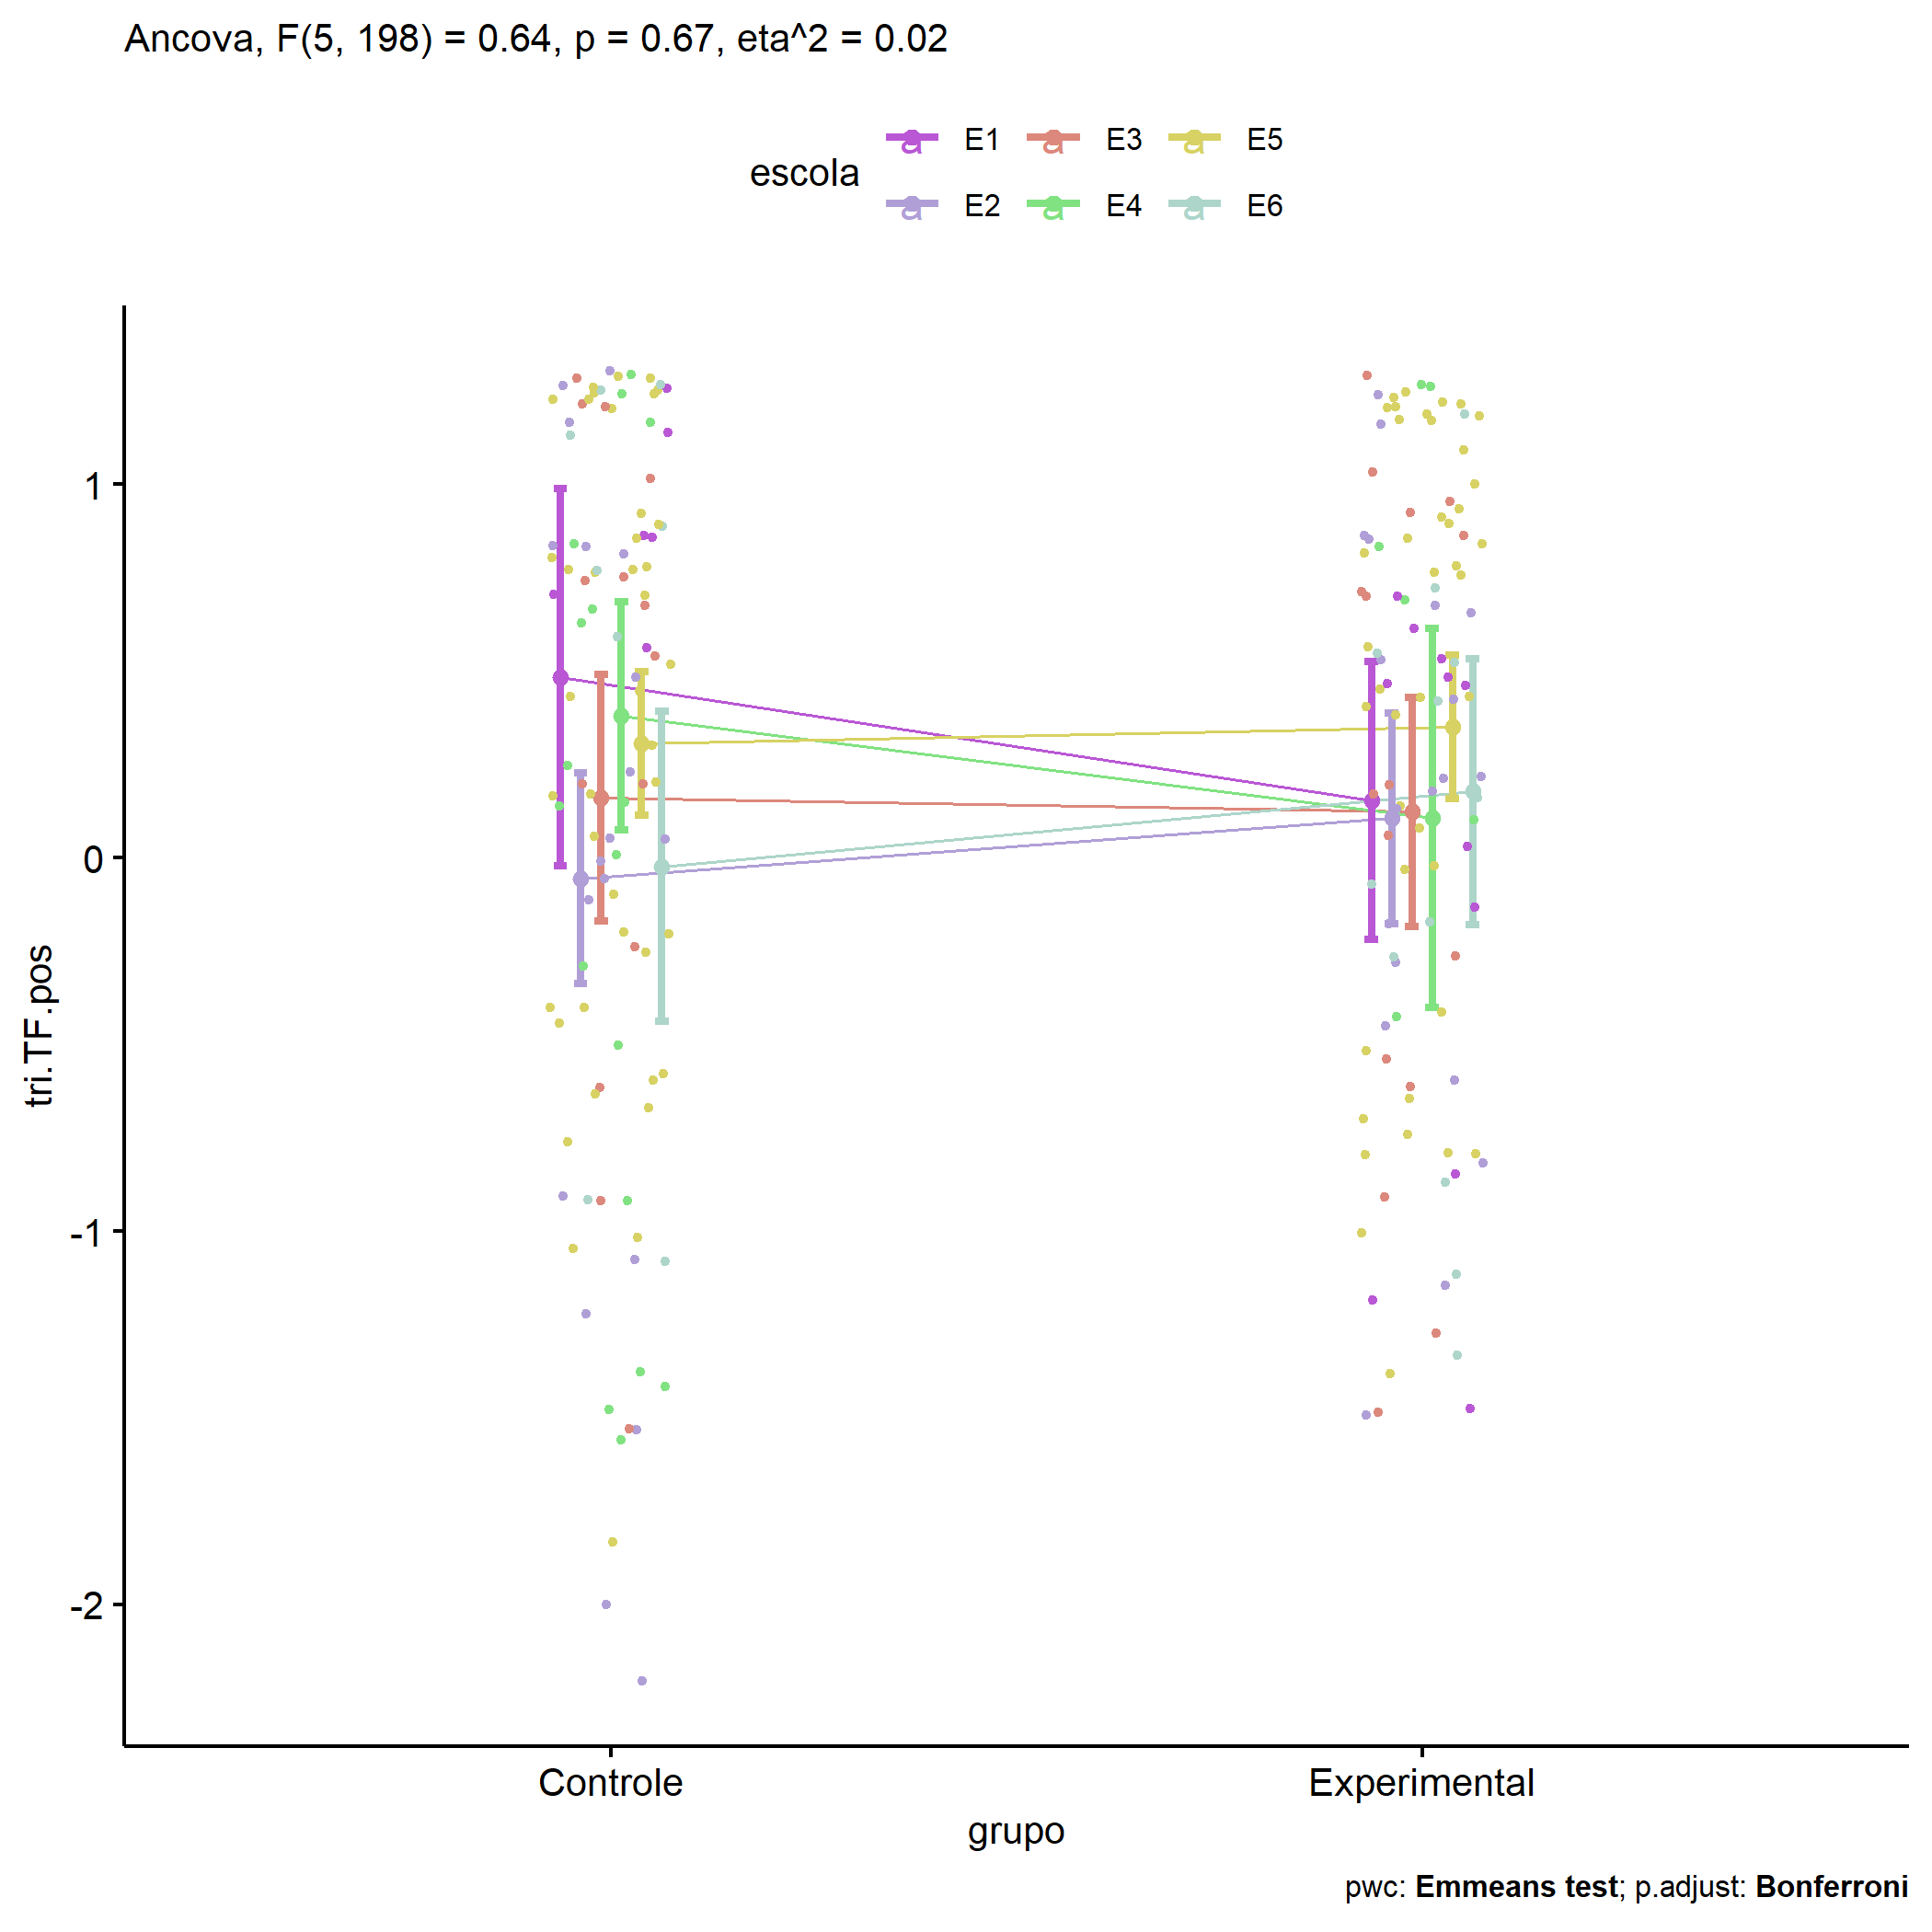 Ancova, F(5, 198) = 0.64, p = 0.67, eta^2 = 0.02
escola
a E1 a E3 a E5
a E2 a E4 a E6
1
0
-1
-2
tri.TF.pos
Controle Experimental
grupo
pwc: Emmeans test; p.adjust: Bonferroni